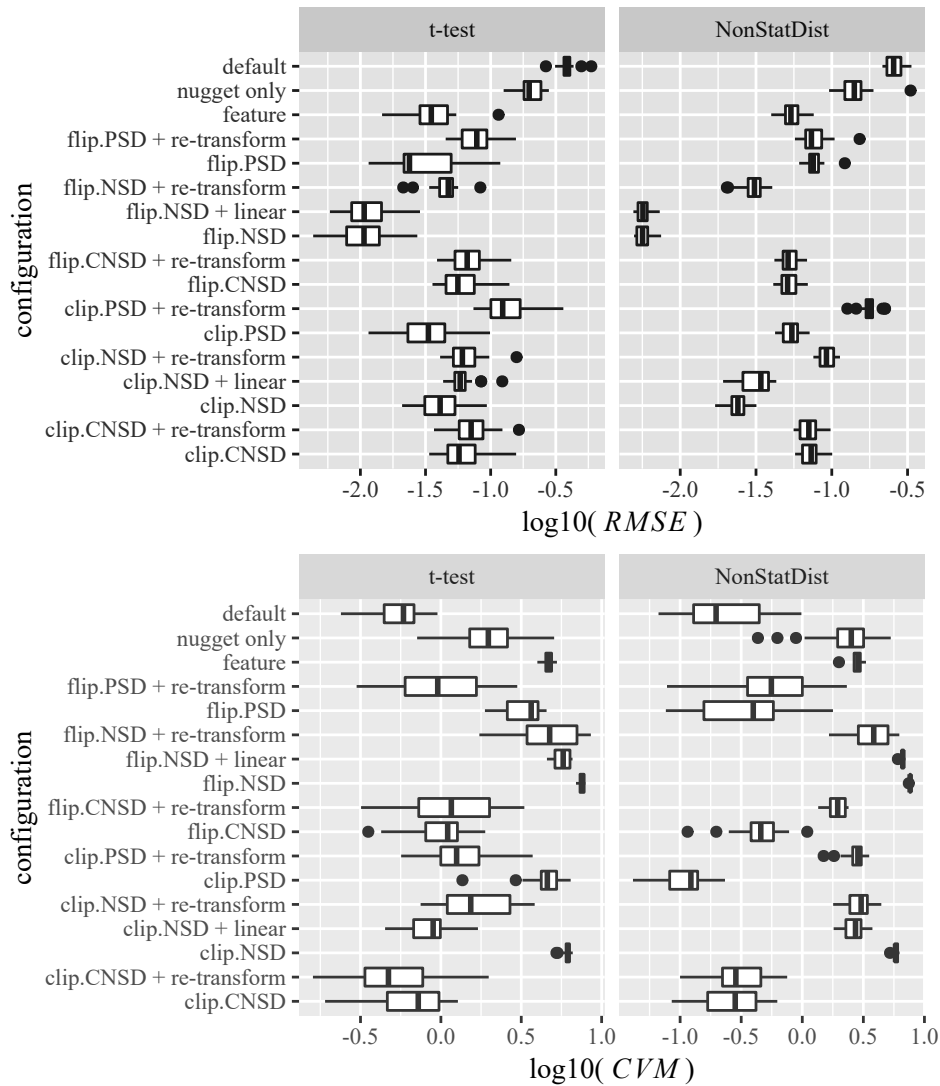 t-test NonStatDist
default
nugget only
feature
flip.PSD + re-transform
flip.PSD
flip.NSD + re-transform
flip.NSD + linear
flip.NSD
flip.CNSD + re-transform
flip.CNSD
clip.PSD + re-transform
clip.PSD
clip.NSD + re-transform
clip.NSD + linear
clip.NSD
clip.CNSD + re-transform
clip.CNSD
configuration
-2.0 -1.5 -1.0 -0.5 -2.0 -1.5 -1.0 -0.5
log10( RMSE )
t-test NonStatDist
default
nugget only
feature
flip.PSD + re-transform
flip.PSD
flip.NSD + re-transform
flip.NSD + linear
flip.NSD
flip.CNSD + re-transform
flip.CNSD
clip.PSD + re-transform
clip.PSD
clip.NSD + re-transform
clip.NSD + linear
clip.NSD
clip.CNSD + re-transform
clip.CNSD
configuration
-0.5 0.0 0.5 1.0 -1.0 -0.5 0.0 0.5 1.0
log10( CVM )